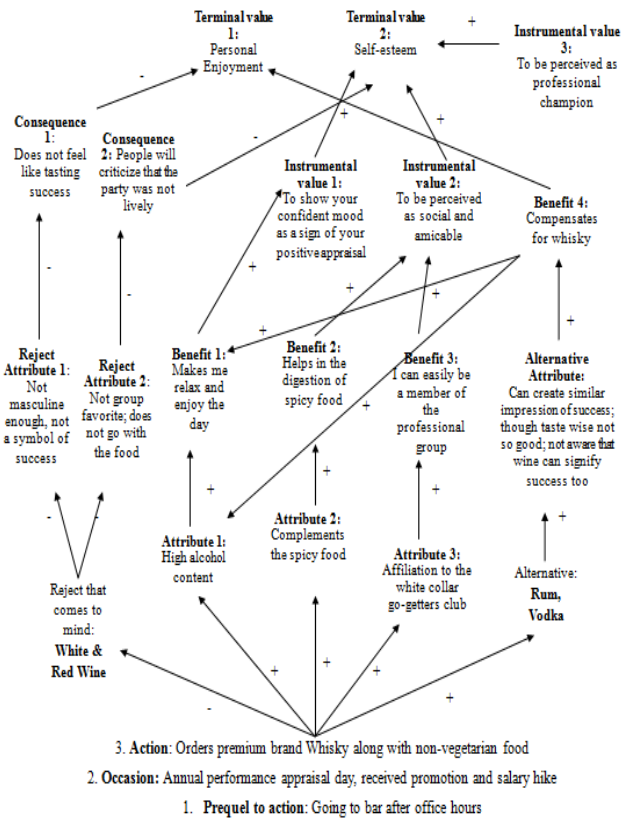 Terminal value
1:
Personal
Enjoyment
Terminal value
2:
Self-esteem
Instrumental value
3:
To be perceived as
professional
champion
Consequence
1:
Does not feel
like tasting
success
Consequence
2: People will
criticize that the
party was not
lively
Instrumental
value 1:
To show your
confident mood
as a sign of your
positive appraisal
Instrumental
value 2:
To be perceived
as social and
amicable
Benefit 4:
Compensates
for whisky
Reject
Attribute 1:
Not
masculine
enough, not
a symbol of
success
Reject
Attribute 2:
Not group
favorite; does
not go with
the food
Benefit 1:
Makes me
relax and
enjoy the
day
Benefit 2:
Helps in the
digestion of
spicy food
Benefit 3:
I can easily be
a member of
the
professional
group
Alternative
Attribute:
Can create similar
impression of success;
though taste wise not
so good; not aware that
wine can signify
success too
Attribute 1:
High alcohol
content
Attribute 2:
Complements
the spicy food
Attribute 3:
Affiliation to the
white collar
go-getters club
Reject that
comes to
mind:
White &
Red Wine
Alternative:
Rum,
Vodka
3. Action: Orders premium brand Whisky along with non-vegetarian food
2. Occasion: Annual performance appraisal day, received promotion and salary hike
1. Prequel to action: Going to bar after office hours